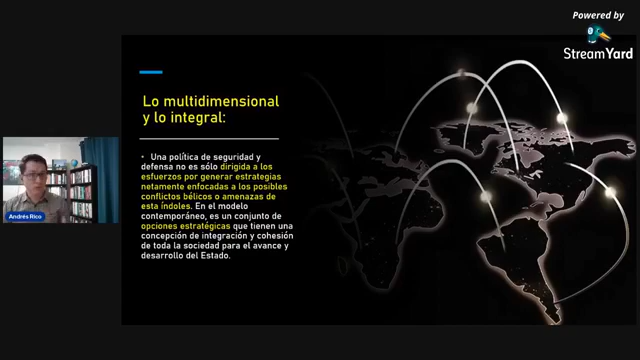 Powered by
StreamYard
Lo multidimensional
y lo integral:
• Una política de seguridad y
defensa no es sólo dirigida a los
esfuerzos por generar estrategias
netamente enfocadas a los posibles
conflictos bélicos o amenazas de
esta índoles. En el modelo
contemporáneo, es un conjunto de
opciones estratégicas que tienen una
concepción de integración y cohesión
de toda la sociedad para el avance y
desarrollo del Estado.
Andrés Rico